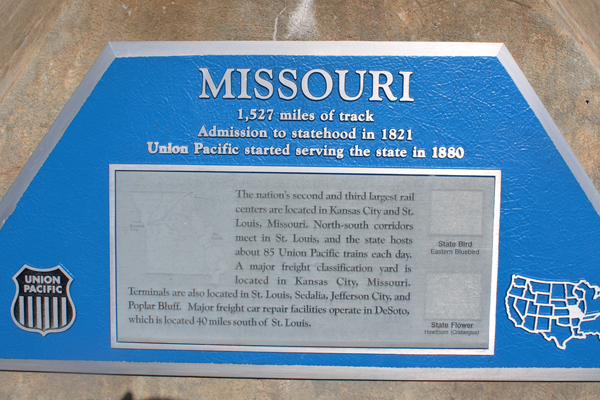 MISSOURI
1,527 miles of track
Admission to statehood in 1821
Union Pacific started serving the state in 1880
The nation's second and third largest rail
centers are located in Kansas City and St.
Louis, Missouri. North-south corridors
meet in St. Louis, and the state hosts
about 85 Union Pacific trains each day.
A major freight classification yard is
located in Kansas City, Missouri.
Terminals are also located in St. Louis, Sedalia, Jefferson City, and
Poplar Bluff. Major freight car repair facilities operate in DeSoto,
which is located 40 miles south of St. Louis.
State Bird
Eastern Bluebird
State Flower
Hawthorn (Crataegus)
UNION
PACIFIC